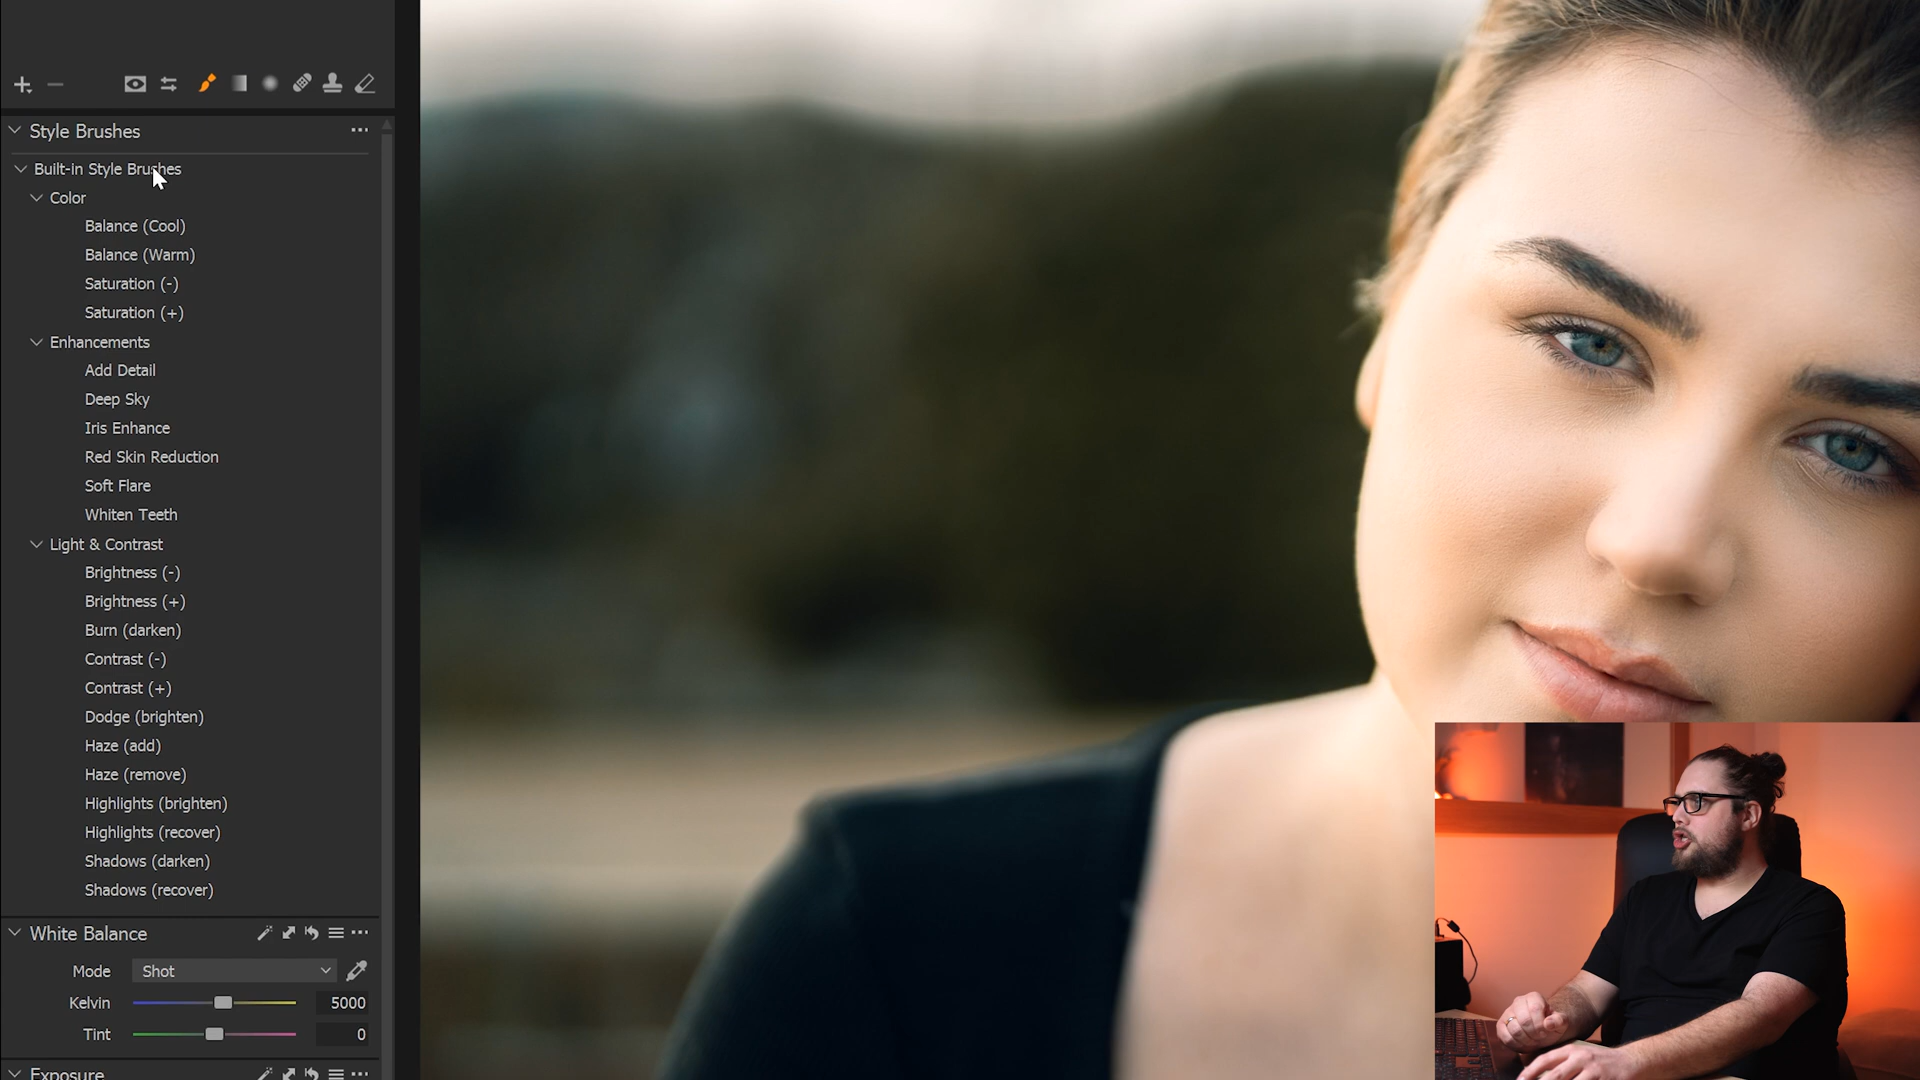 Style Brushes
Built-in Style Brushes
Color
Balance (Cool)
Balance (Warm)
Saturation (-)
Saturation (+)
Enhancements
Add Detail
Deep Sky
Iris Enhance
Red Skin Reduction
Soft Flare
Whiten Teeth
Light & Contrast
Brightness (-)
Brightness (+)
Burn (darken)
Contrast (-)
Contrast (+)
Dodge (brighten)
Haze (add)
Haze (remove)
Highlights (brighten)
Highlights (recover)
Shadows (darken)
Shadows (recover)
White Balance
Mode Shot
Kelvin 5000
Tint 0
Exposure